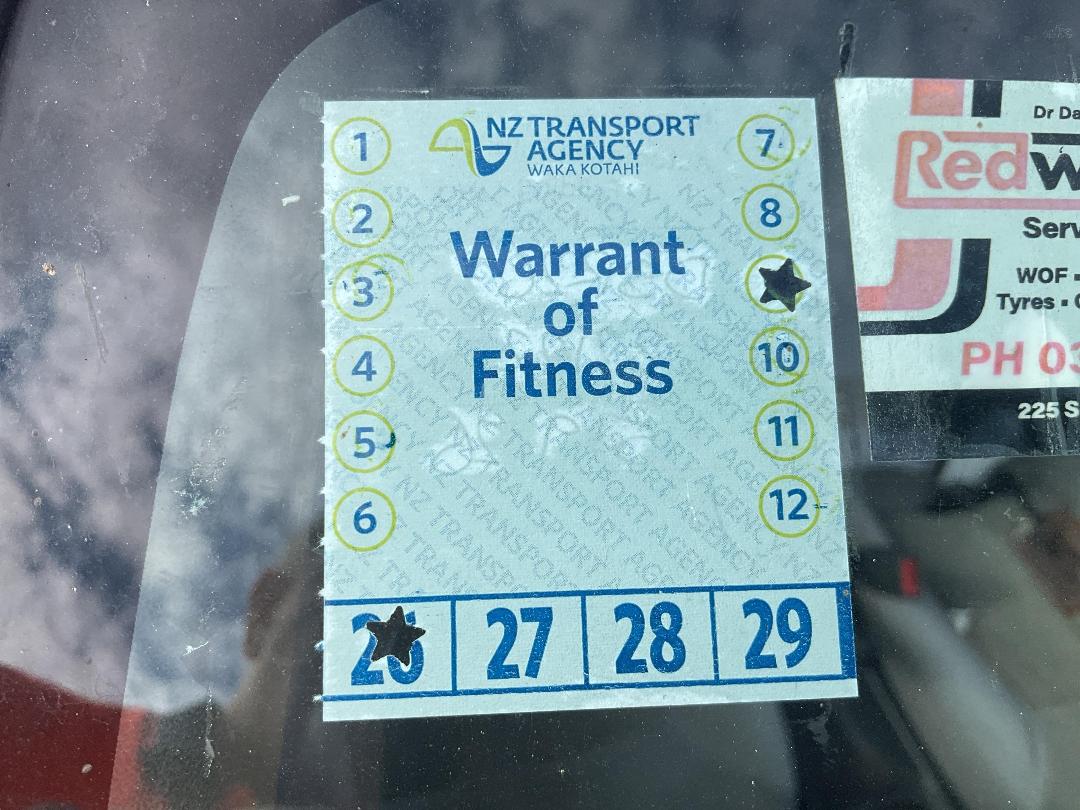 NZ TRANSPORT
AGENCY
WAKA KOTAHI
Warrant
of
Fitness
1
2
3
4
5
6
7
8
10
11
12
26
27
28
29
Red
WOF
Tyres
PH 03
225